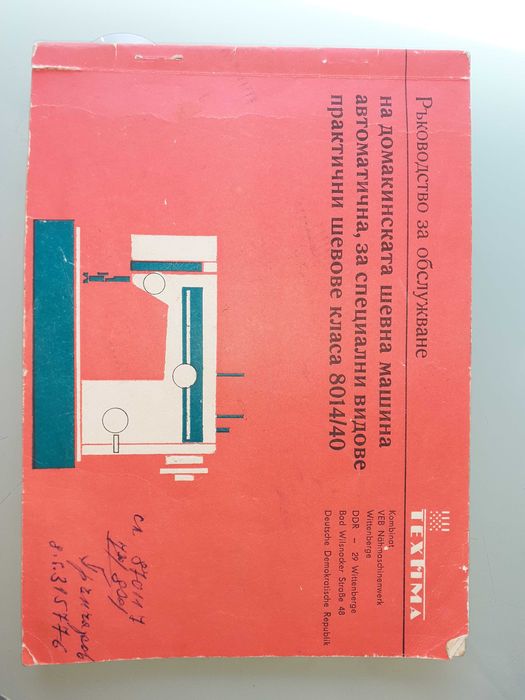 Ръководство за обслужване
на домакинската шевна машина
автоматична, за специални видове
практични шевове класа 8014/40
TEXTIMA
Kombinat
VEB Nähmaschinenwerk
Wittenberge
DDR – 29 Wittenberge
Bad Wilsnacker Straße 48
Deutsche Demokratische Republik